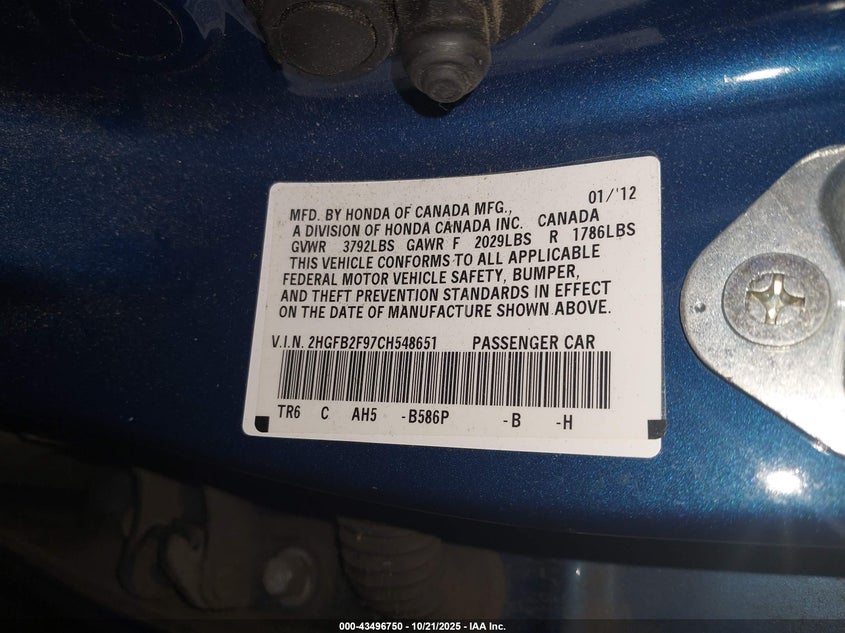 MFD. BY HONDA OF CANADA MFG., 01/'12
A DIVISION OF HONDA CANADA INC. CANADA
GVWR 3792LBS GAWR F 2029LBS R 1786LBS
THIS VEHICLE CONFORMS TO ALL APPLICABLE
FEDERAL MOTOR VEHICLE SAFETY, BUMPER,
AND THEFT PREVENTION STANDARDS IN EFFECT
ON THE DATE OF MANUFACTURE SHOWN ABOVE.
V.I.N. 2HGFB2F97CH548651 PASSENGER CAR
TR6 C AH5 -B586P -B -H
000-43496750 - 10/21/2025 - IAA Inc.